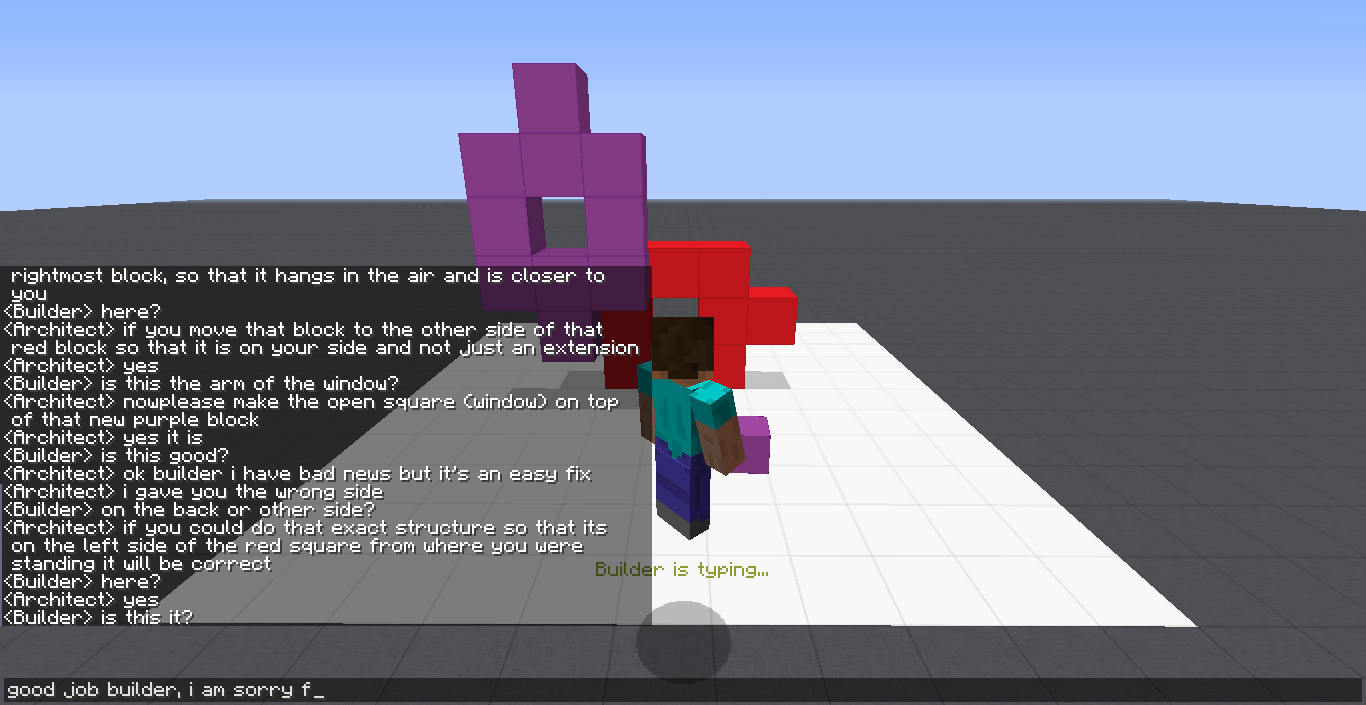 rightmost block, so that it hangs in the air and is closer to
you
<Builder> here?
<Architect> if you move that block to the other side of that
red block so that it is on your side and not just an extension
<Architect> yes
<Builder> is this the arm of the window?
<Architect> nowplease make the open square (window) on top
of that new purple block
<Architect> yes it is
<Builder> is this good?
<Architect> ok builder i have bad news but it's an easy fix
<Architect> i gave you the wrong side
<Builder> on the back or other side?
<Architect> if you could do that exact structure so that its
on the left side of the red square from where you were
standing it will be correct
<Builder> here?
<Architect> yes
<Builder> is this it?
Builder is typing...
good job builder, i am sorry f_